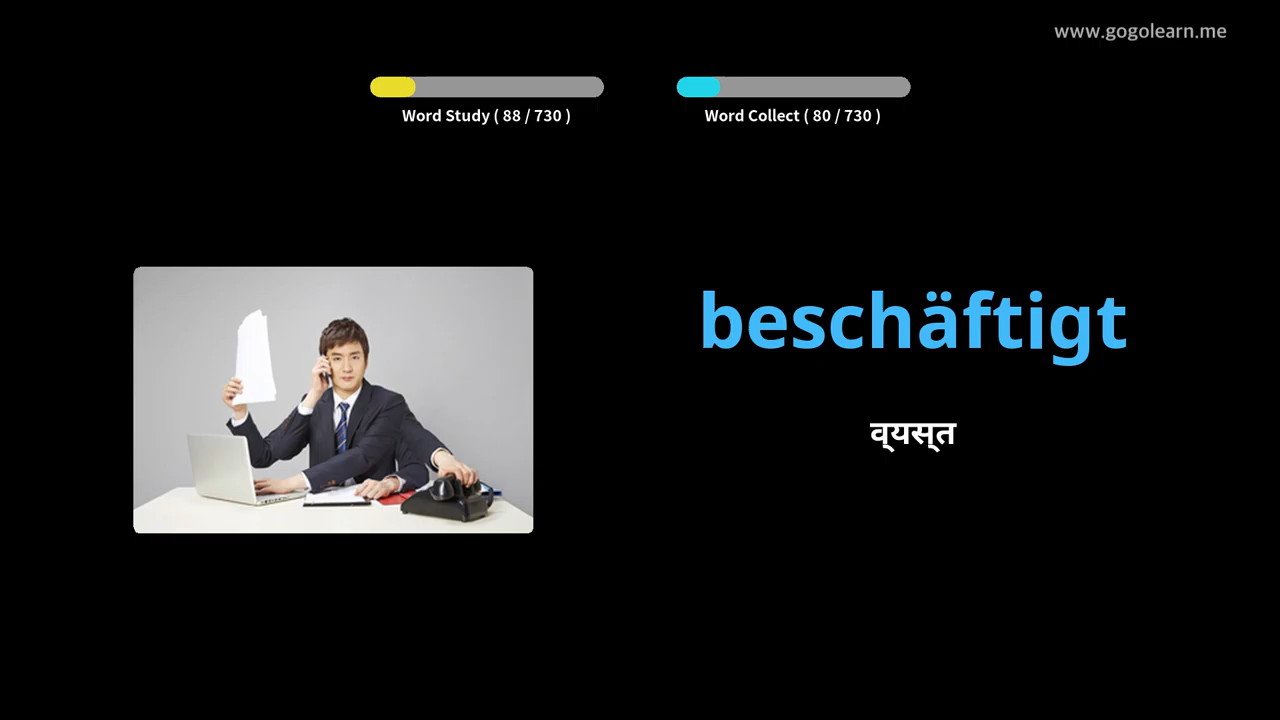 www.gogolearn.me
Word Study ( 88 / 730 )
Word Collect ( 80 / 730 )
beschäftigt
व्यस्त